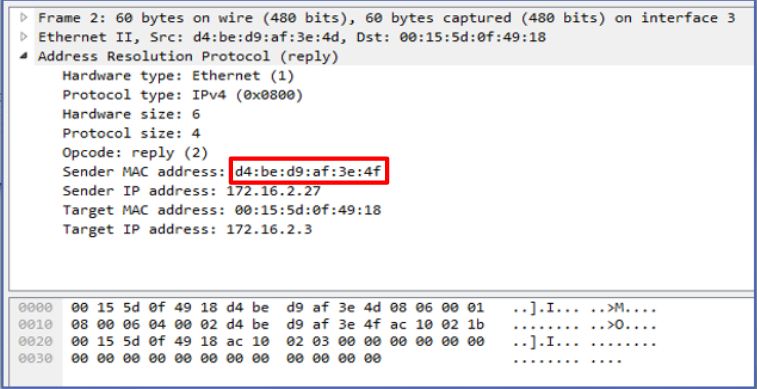 Frame 2: 60 bytes on wire (480 bits), 60 bytes captured (480 bits) on interface 3
Ethernet II, Src: d4:be:d9:af:3e:4d, Dst: 00:15:5d:0f:49:18
Address Resolution Protocol (reply)
Hardware type: Ethernet (1)
Protocol type: IPv4 (0x0800)
Hardware size: 6
Protocol size: 4
Opcode: reply (2)
Sender MAC address: d4:be:d9:af:3e:4f
Sender IP address: 172.16.2.27
Target MAC address: 00:15:5d:0f:49:18
Target IP address: 172.16.2.3
0000 00 15 5d 0f 49 18 d4 be d9 af 3e 4d 08 06 00 01 ..].I... ..>M....
0010 08 00 06 04 00 02 d4 be d9 af 3e 4f ac 10 02 1b ........ ..>O....
0020 00 15 5d 0f 49 18 ac 10 02 03 00 00 00 00 00 00 ..].I... ........
0030 00 00 00 00 00 00 00 00 00 00 00 00 ........ ....